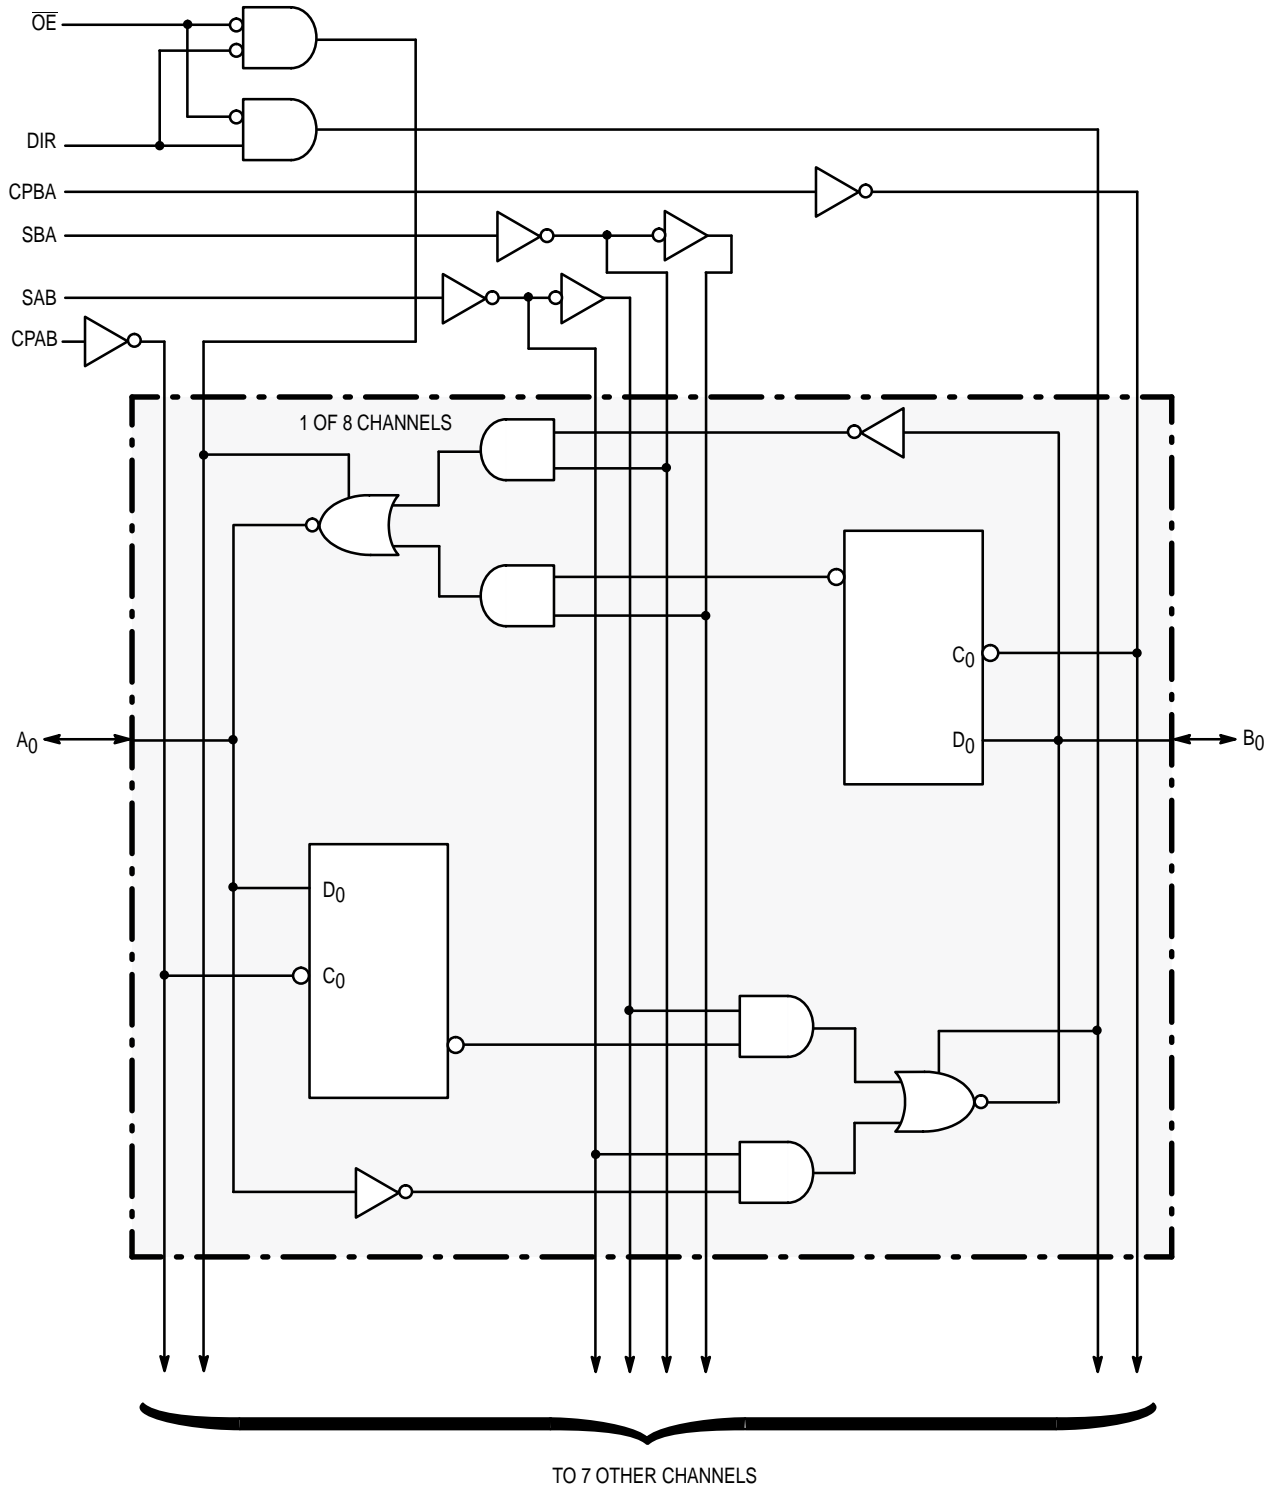 OE
DIR
CPBA
SBA
SAB
CPAB
1 OF 8 CHANNELS
C0
A0
D0
B0
D0
C0
TO 7 OTHER CHANNELS